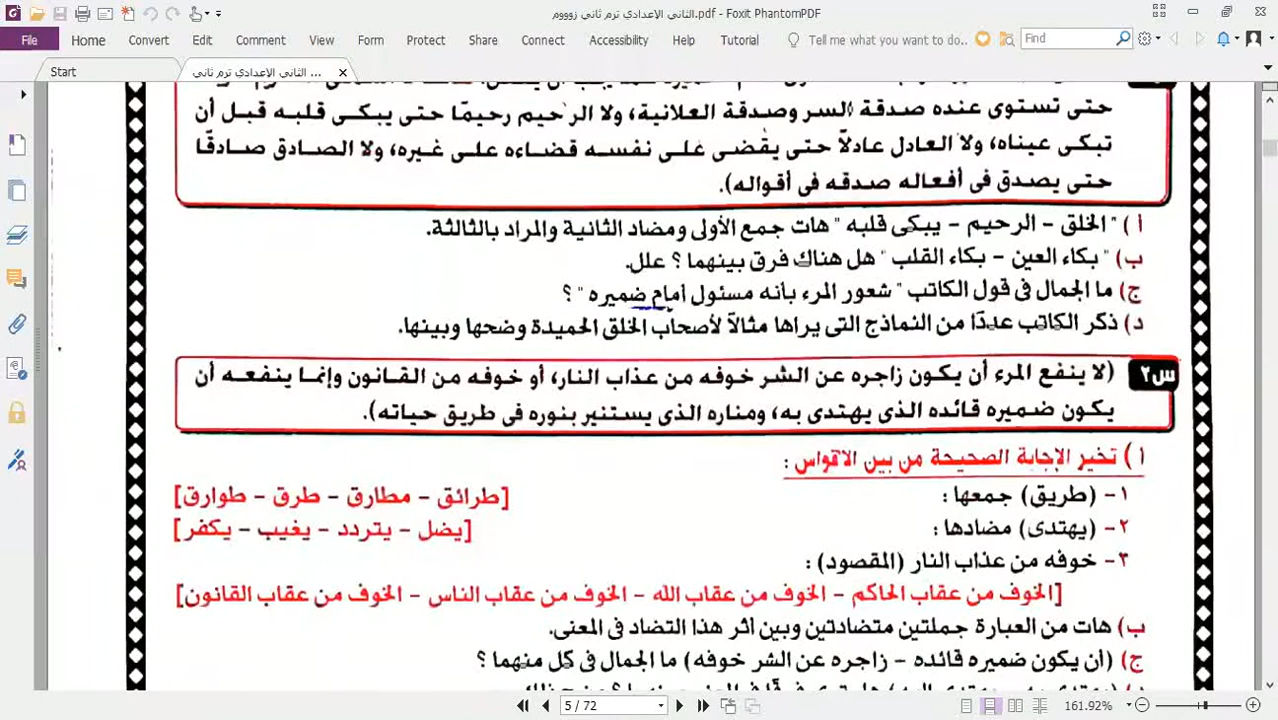 الثاني الإعدادي ترم ثاني زوووم.pdf - Foxit PhantomPDF
File Home Convert Edit Comment View Form Project Share Connect Accessibility Help Tutorial Tell me what you want to do.. Find
Start الثاني الإعدادي ترم ثاني ...
حتى تستوى عنده صدقة السر وصدقة العلانية، ولا الرحيم رحيمًا حتى يبكى قلبه قبل أن
تبكى عيناه، ولا العادل عادلاً حتى يقضى على نفسه قضاءه على غيره، ولا الصادق صادقًا
حتى يصدق فى أفعاله صدقه فى أقواله).
أ ) " الخلق - الرحيم - يبكى قلبه " هات جمع الأولى ومضاد الثانية والمراد بالثالثة.
ب) " بكاء العين - بكاء القلب " هل هناك فرق بينهما ؟ علل.
ج) ما الجمال فى قول الكاتب " شعور المرء بأنه مسئول أمام ضميره " ؟
د) ذكر الكاتب عددًا من النماذج التى يراها مثالاً لأصحاب الخلق الحميدة وضحها وبينها.
س٢ (لا ينفع المرء أن يكون زاجره عن الشر خوفه من عذاب النار، أو خوفه من القانون وإنما ينفعه أن
يكون ضميره قائده الذى يهتدى به، ومناره الذى يستنير بنوره فى طريق حياته).
أ ) تخير الإجابة الصحيحة من بين الأقواس :
١- (طريق) جمعها : [طرائق - مطارق - طرق - طوارق]
٢- (يهتدى) مضادها : [يضل - يتردد - يغيب - يكفر]
٣- خوفه من عذاب النار (المقصود) :
[الخوف من عقاب الحاكم - الخوف من عقاب الله - الخوف من عقاب الناس - الخوف من عقاب القانون]
ب) هات من العبارة جملتين متضادتين وبين اثر هذا التضاد فى المعنى.
ج) (أن يكون ضميره قائده - زاجره عن الشر خوفه) ما الجمال فى كل منهما ؟
5 / 72 161.92%